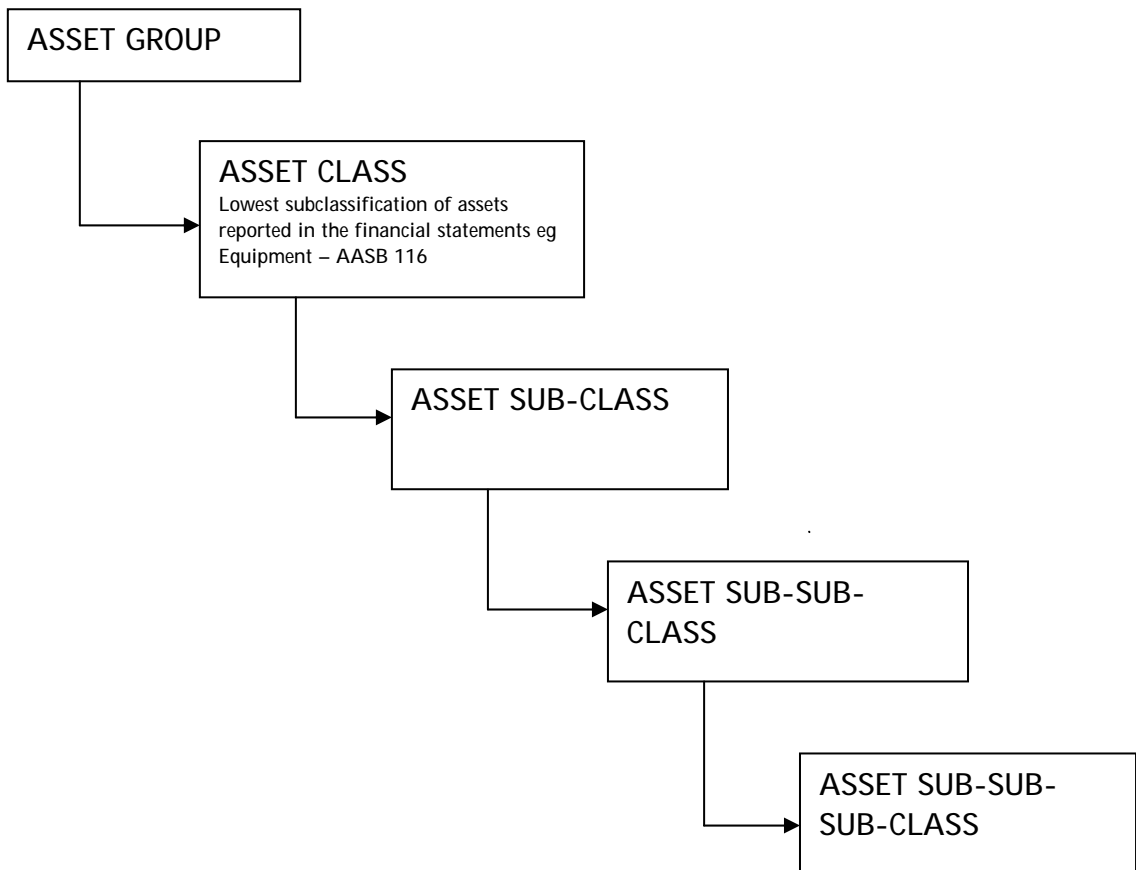 ASSET GROUP
ASSET CLASS
Lowest subclassification of assets
reported in the financial statements eg
Equipment – AASB 116
ASSET SUB-CLASS
.
ASSET SUB-SUB-
CLASS
ASSET SUB-SUB-
SUB-CLASS